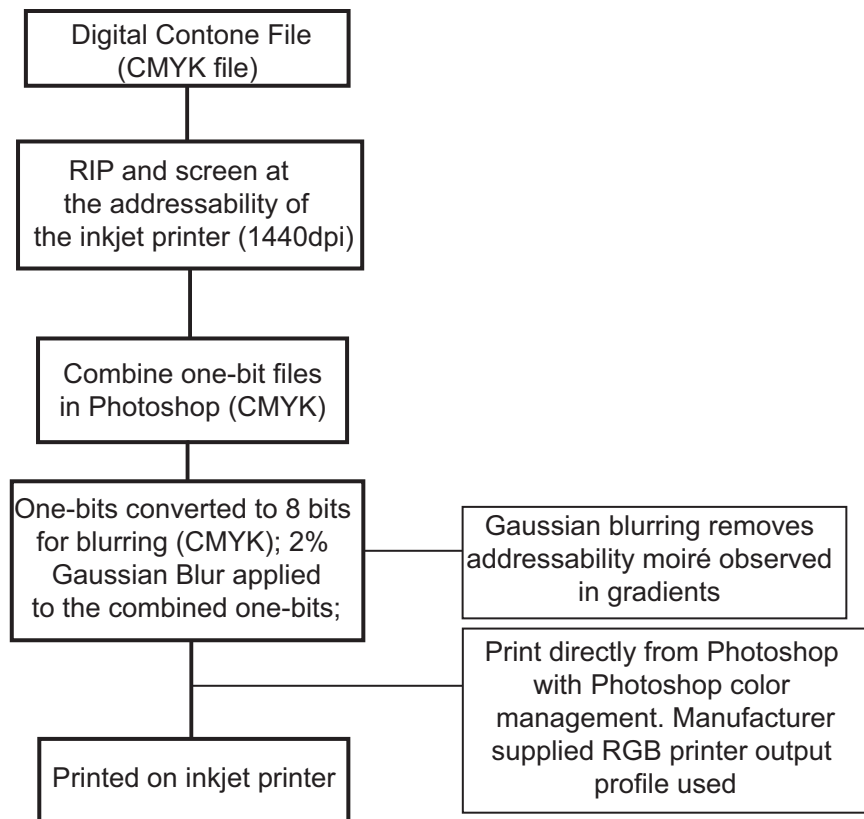 Digital Contone File
(CMYK file)
RIP and screen at
the addressability of
the inkjet printer (1440dpi)
Combine one-bit files
in Photoshop (CMYK)
One-bits converted to 8 bits
for blurring (CMYK); 2%
Gaussian Blur applied
to the combined one-bits;
Gaussian blurring removes
addressability moiré observed
in gradients
Print directly from Photoshop
with Photoshop color
management. Manufacturer
supplied RGB printer output
profile used
Printed on inkjet printer